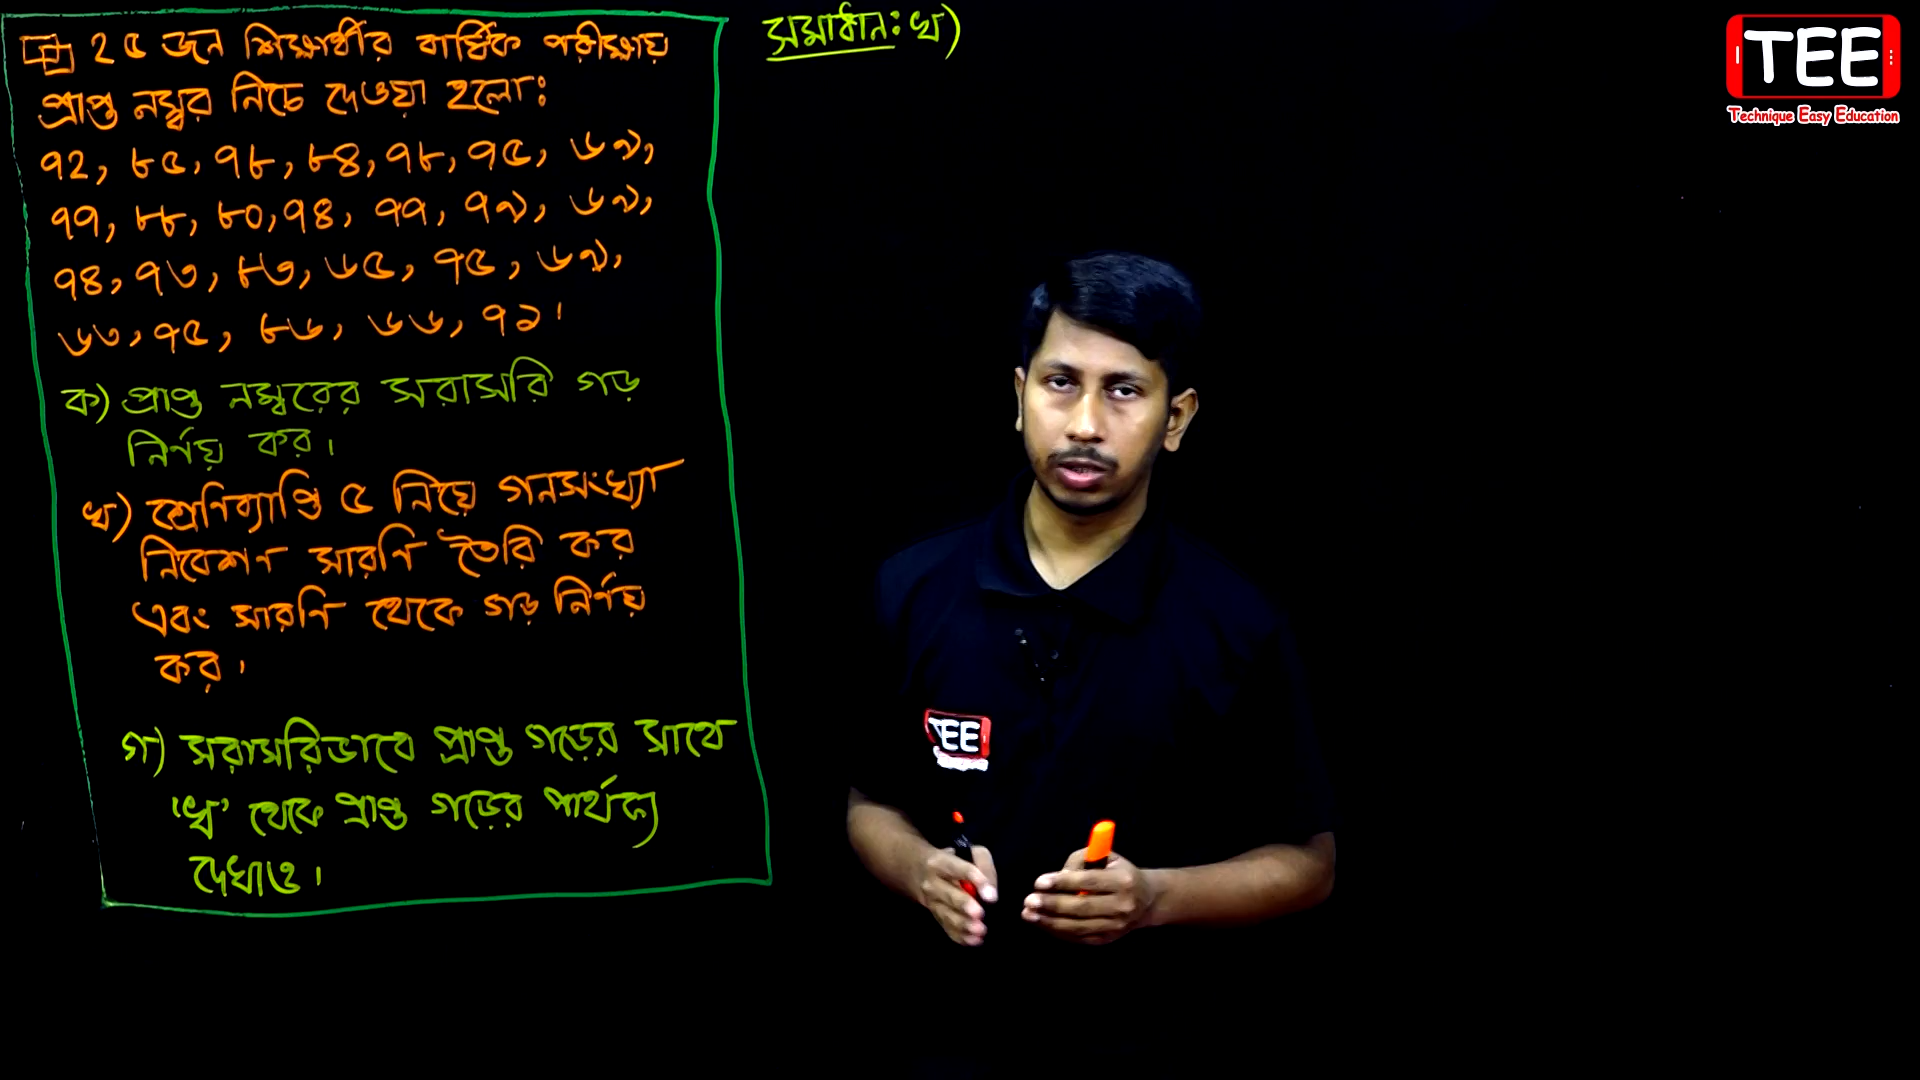 প্রঃ ২৫ জন শিক্ষার্থীর বার্ষিক পরীক্ষায়
প্রাপ্ত নম্বর নিচে দেওয়া হলোঃ
৭২, ৮৫, ৭৮, ৮৪, ৭৮, ৭৫, ৬৯,
৭৭, ৮৮, ৮০, ৭৪, ৭৭, ৭৯, ৬৯,
৭৪, ৭৩, ৮৩, ৬৫, ৭৫, ৬৯,
৬৩, ৭৫, ৮৬, ৬৬, ৭১।
ক) প্রাপ্ত নম্বরের সরাসরি গড়
নির্ণয় কর।
খ) শ্রেণিব্যাপ্তি ৫ নিয়ে গনসংখ্যা
নিবেশণ সারণি তৈরি কর
এবং সারণি থেকে গড় নির্ণয়
কর।
গ) সরাসরিভাবে প্রাপ্ত গড়ের সাথে
'খ' থেকে প্রাপ্ত গড়ের পার্থক্য
দেখাও।
সমাধানঃ খ)
TEE
Technique Easy Education
TEE